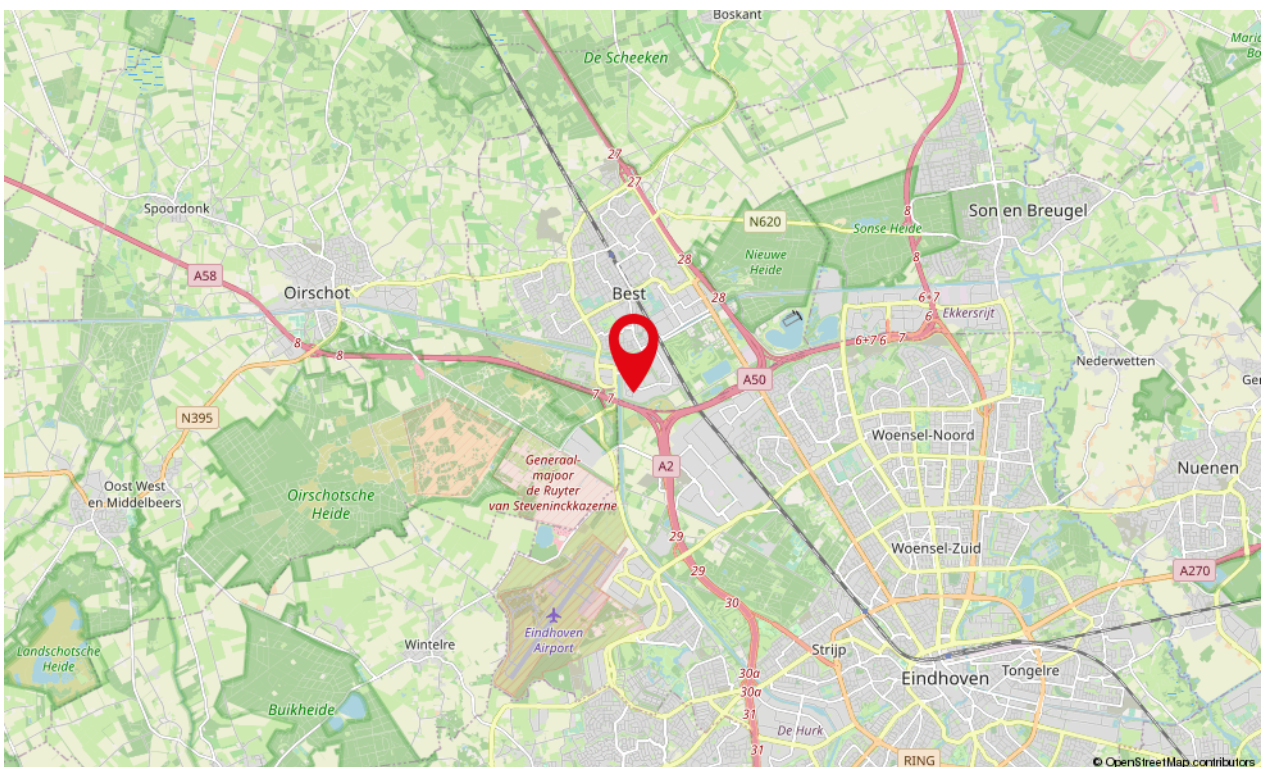 Boskant
De Scheeken
27
27
Spoordonk
8
N620
Son en Breugel
Sonse Heide
Nieuwe
Heide
28
8
A58
Oirschot
Best
28
6+7
Ekkersrijt
6
8
8
6+7
6
7
Nederwetten
A50
7
7
N395
Woensel-Noord
Generaal-
majoor
de Ruyter
van Steveninckkazerne
A2
Nuenen
Oost West
en Middelbeers
Oirschotsche
Heide
29
Woensel-Zuid
29
A270
30
Eindhoven
Airport
Wintelre
Landschotsche
Heide
Strijp
Tongelre
30a
Eindhoven
30a
Buikheide
31
De Hurk
31
RING
© OpenStreetMap contributors